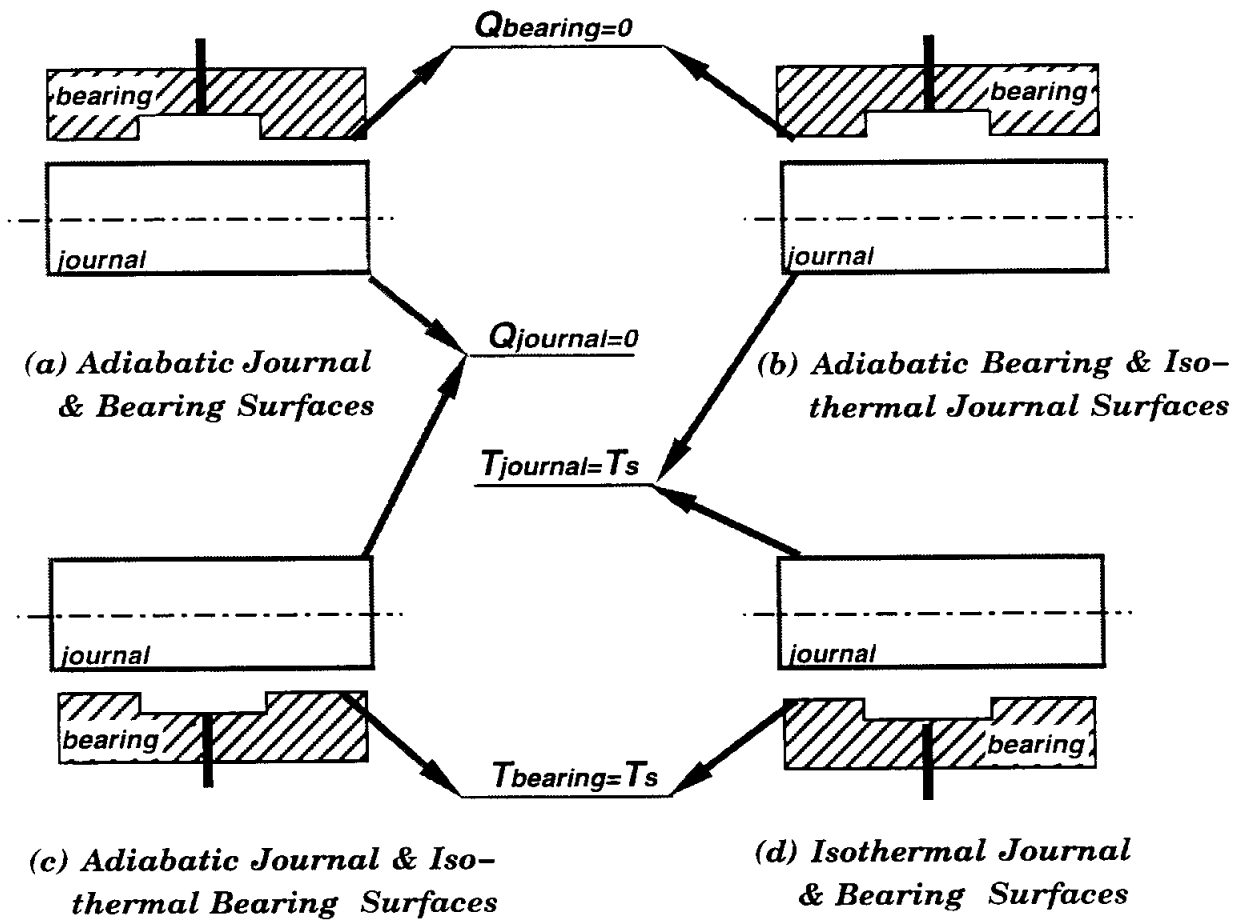 Qbearing=0
bearing
bearing
journal
journal
Qjournal=0
(a) Adiabatic Journal
& Bearing Surfaces
(b) Adiabatic Bearing & Iso-
thermal Journal Surfaces
Tjournal=Ts
journal
journal
bearing
bearing
Tbearing=Ts
(c) Adiabatic Journal & Iso-
thermal Bearing Surfaces
(d) Isothermal Journal
& Bearing Surfaces